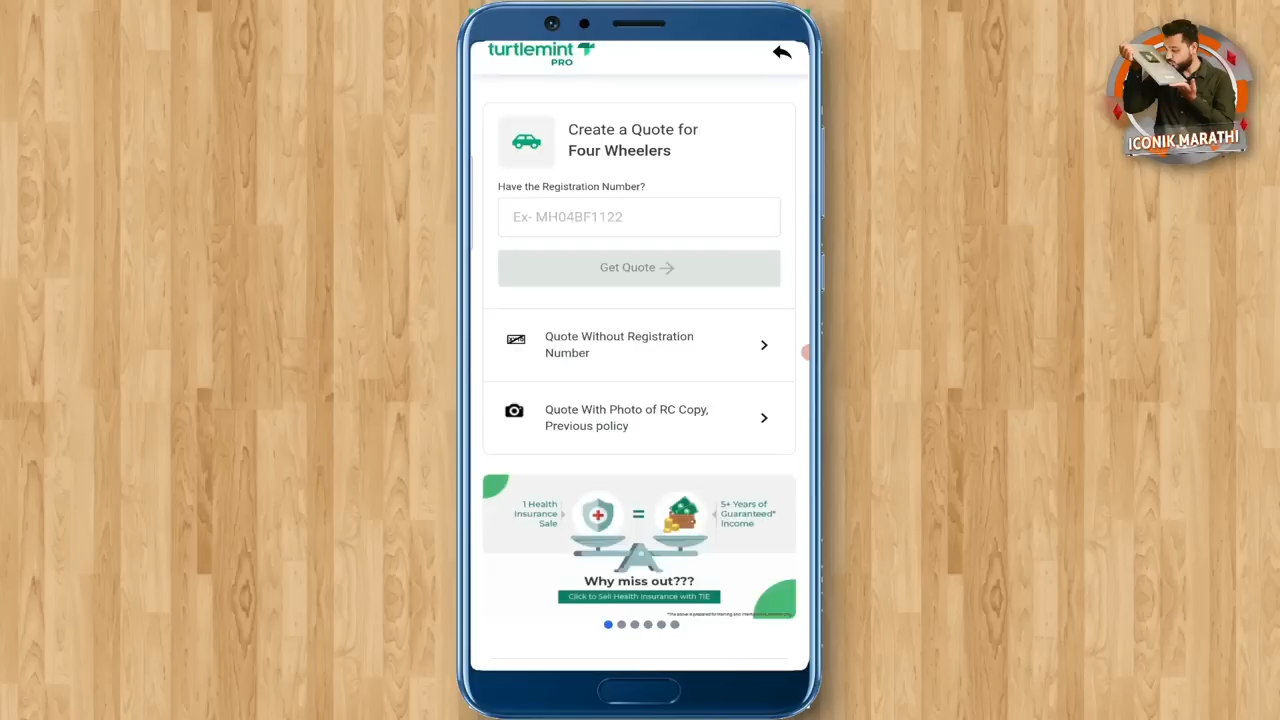 turtlemint
PRO
Create a Quote for
Four Wheelers
Have the Registration Number?
Ex- MH04BF1122
Get Quote
Quote Without Registration
Number
Quote With Photo of RC Copy,
Previous policy
1 Health
Insurance
Sale
=
5+ Years of
Guaranteed*
Income
Why miss out???
Click to Sell Health Insurance with TIE
ICONIK MARATHI